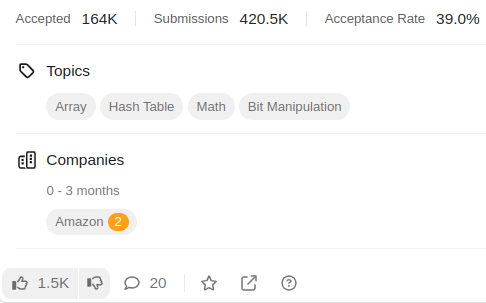 Accepted 164K Submissions 420.5K Acceptance Rate 39.0%
Topics
Array Hash Table Math Bit Manipulation
Companies
0 - 3 months
Amazon 2
1.5K 20